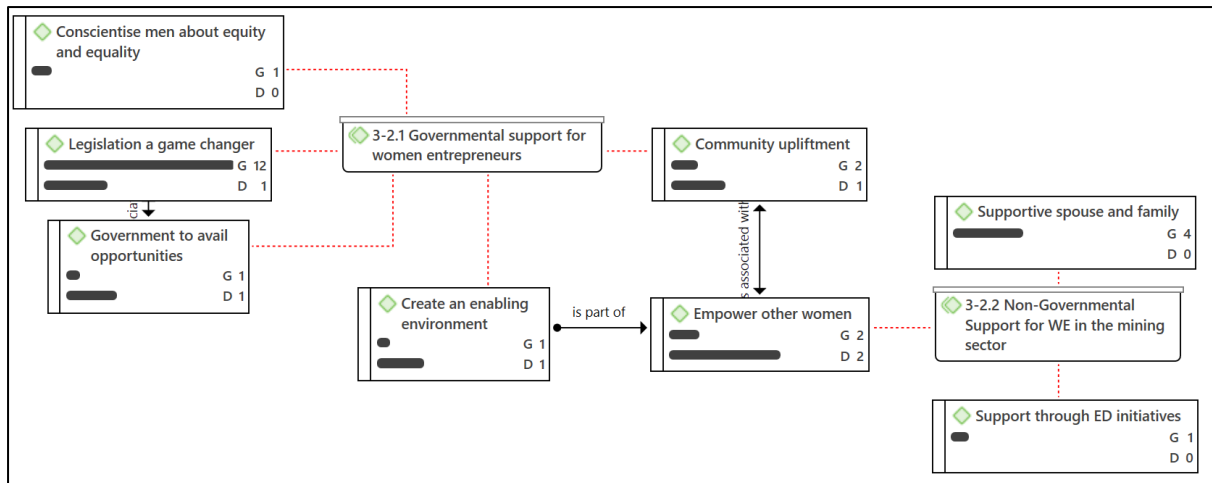 Conscientise men about equity
and equality
G 1
D 0
Legislation a game changer
G 12
D 1
Government to avail
opportunities
G 1
D 1
3-2.1 Governmental support for
women entrepreneurs
Create an enabling
environment
G 1
D 1
is part of
Community upliftment
G 2
D 1
associated with
Empower other women
G 2
D 2
Supportive spouse and family
G 4
D 0
3-2.2 Non-Governmental
Support for WE in the mining
sector
Support through ED initiatives
G 1
D 0